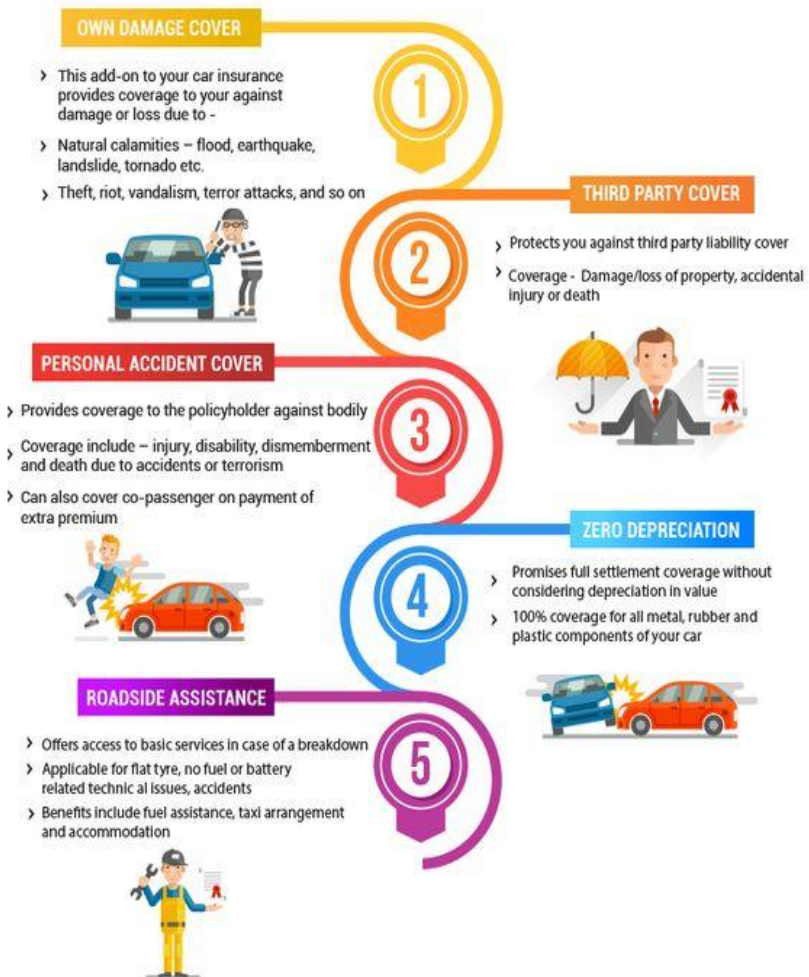 OWN DAMAGE COVER
This add-on to your car insurance
provides coverage to your against
damage or loss due to -
Natural calamities – flood, earthquake,
landslide, tornado etc.
Theft, riot, vandalism, terror attacks, and so on
1
THIRD PARTY COVER
2
Protects you against third party liability cover
Coverage - Damage/loss of property, accidental
injury or death
PERSONAL ACCIDENT COVER
Provides coverage to the policyholder against bodily
Coverage include – injury, disability, dismemberment
and death due to accidents or terrorism
Can also cover co-passenger on payment of
extra premium
3
ZERO DEPRECIATION
4
Promises full settlement coverage without
considering depreciation in value
100% coverage for all metal, rubber and
plastic components of your car
ROADSIDE ASSISTANCE
Offers access to basic services in case of a breakdown
Applicable for flat tyre, no fuel or battery
related technic al issues, accidents
Benefits include fuel assistance, taxi arrangement
and accommodation
5